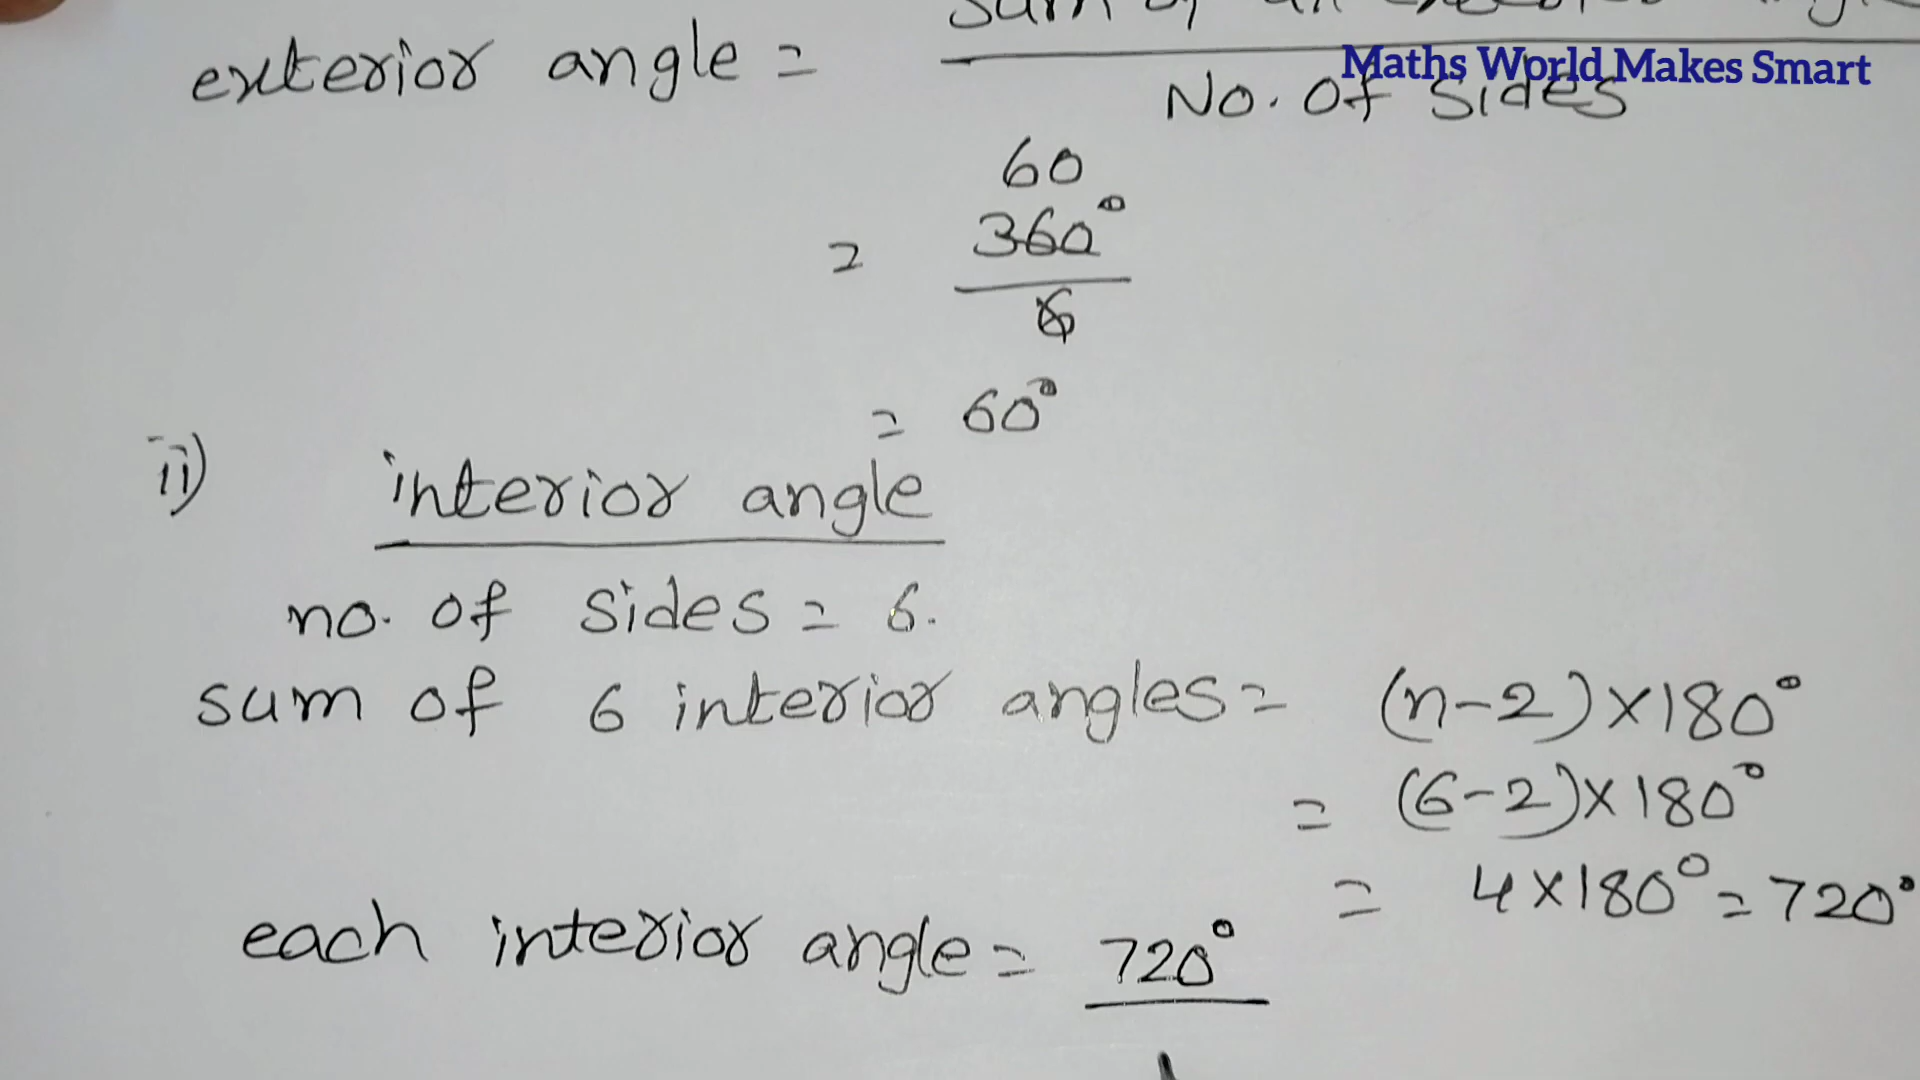 exterior angle =
Maths World Makes Smart
No. Of Sides
60
= 360°
6
= 60°
ii) interior angle
no. of sides = 6.
sum of 6 interior angles = (n-2)×180°
= (6-2)×180°
= 4×180° = 720°
each interior angle = 720°